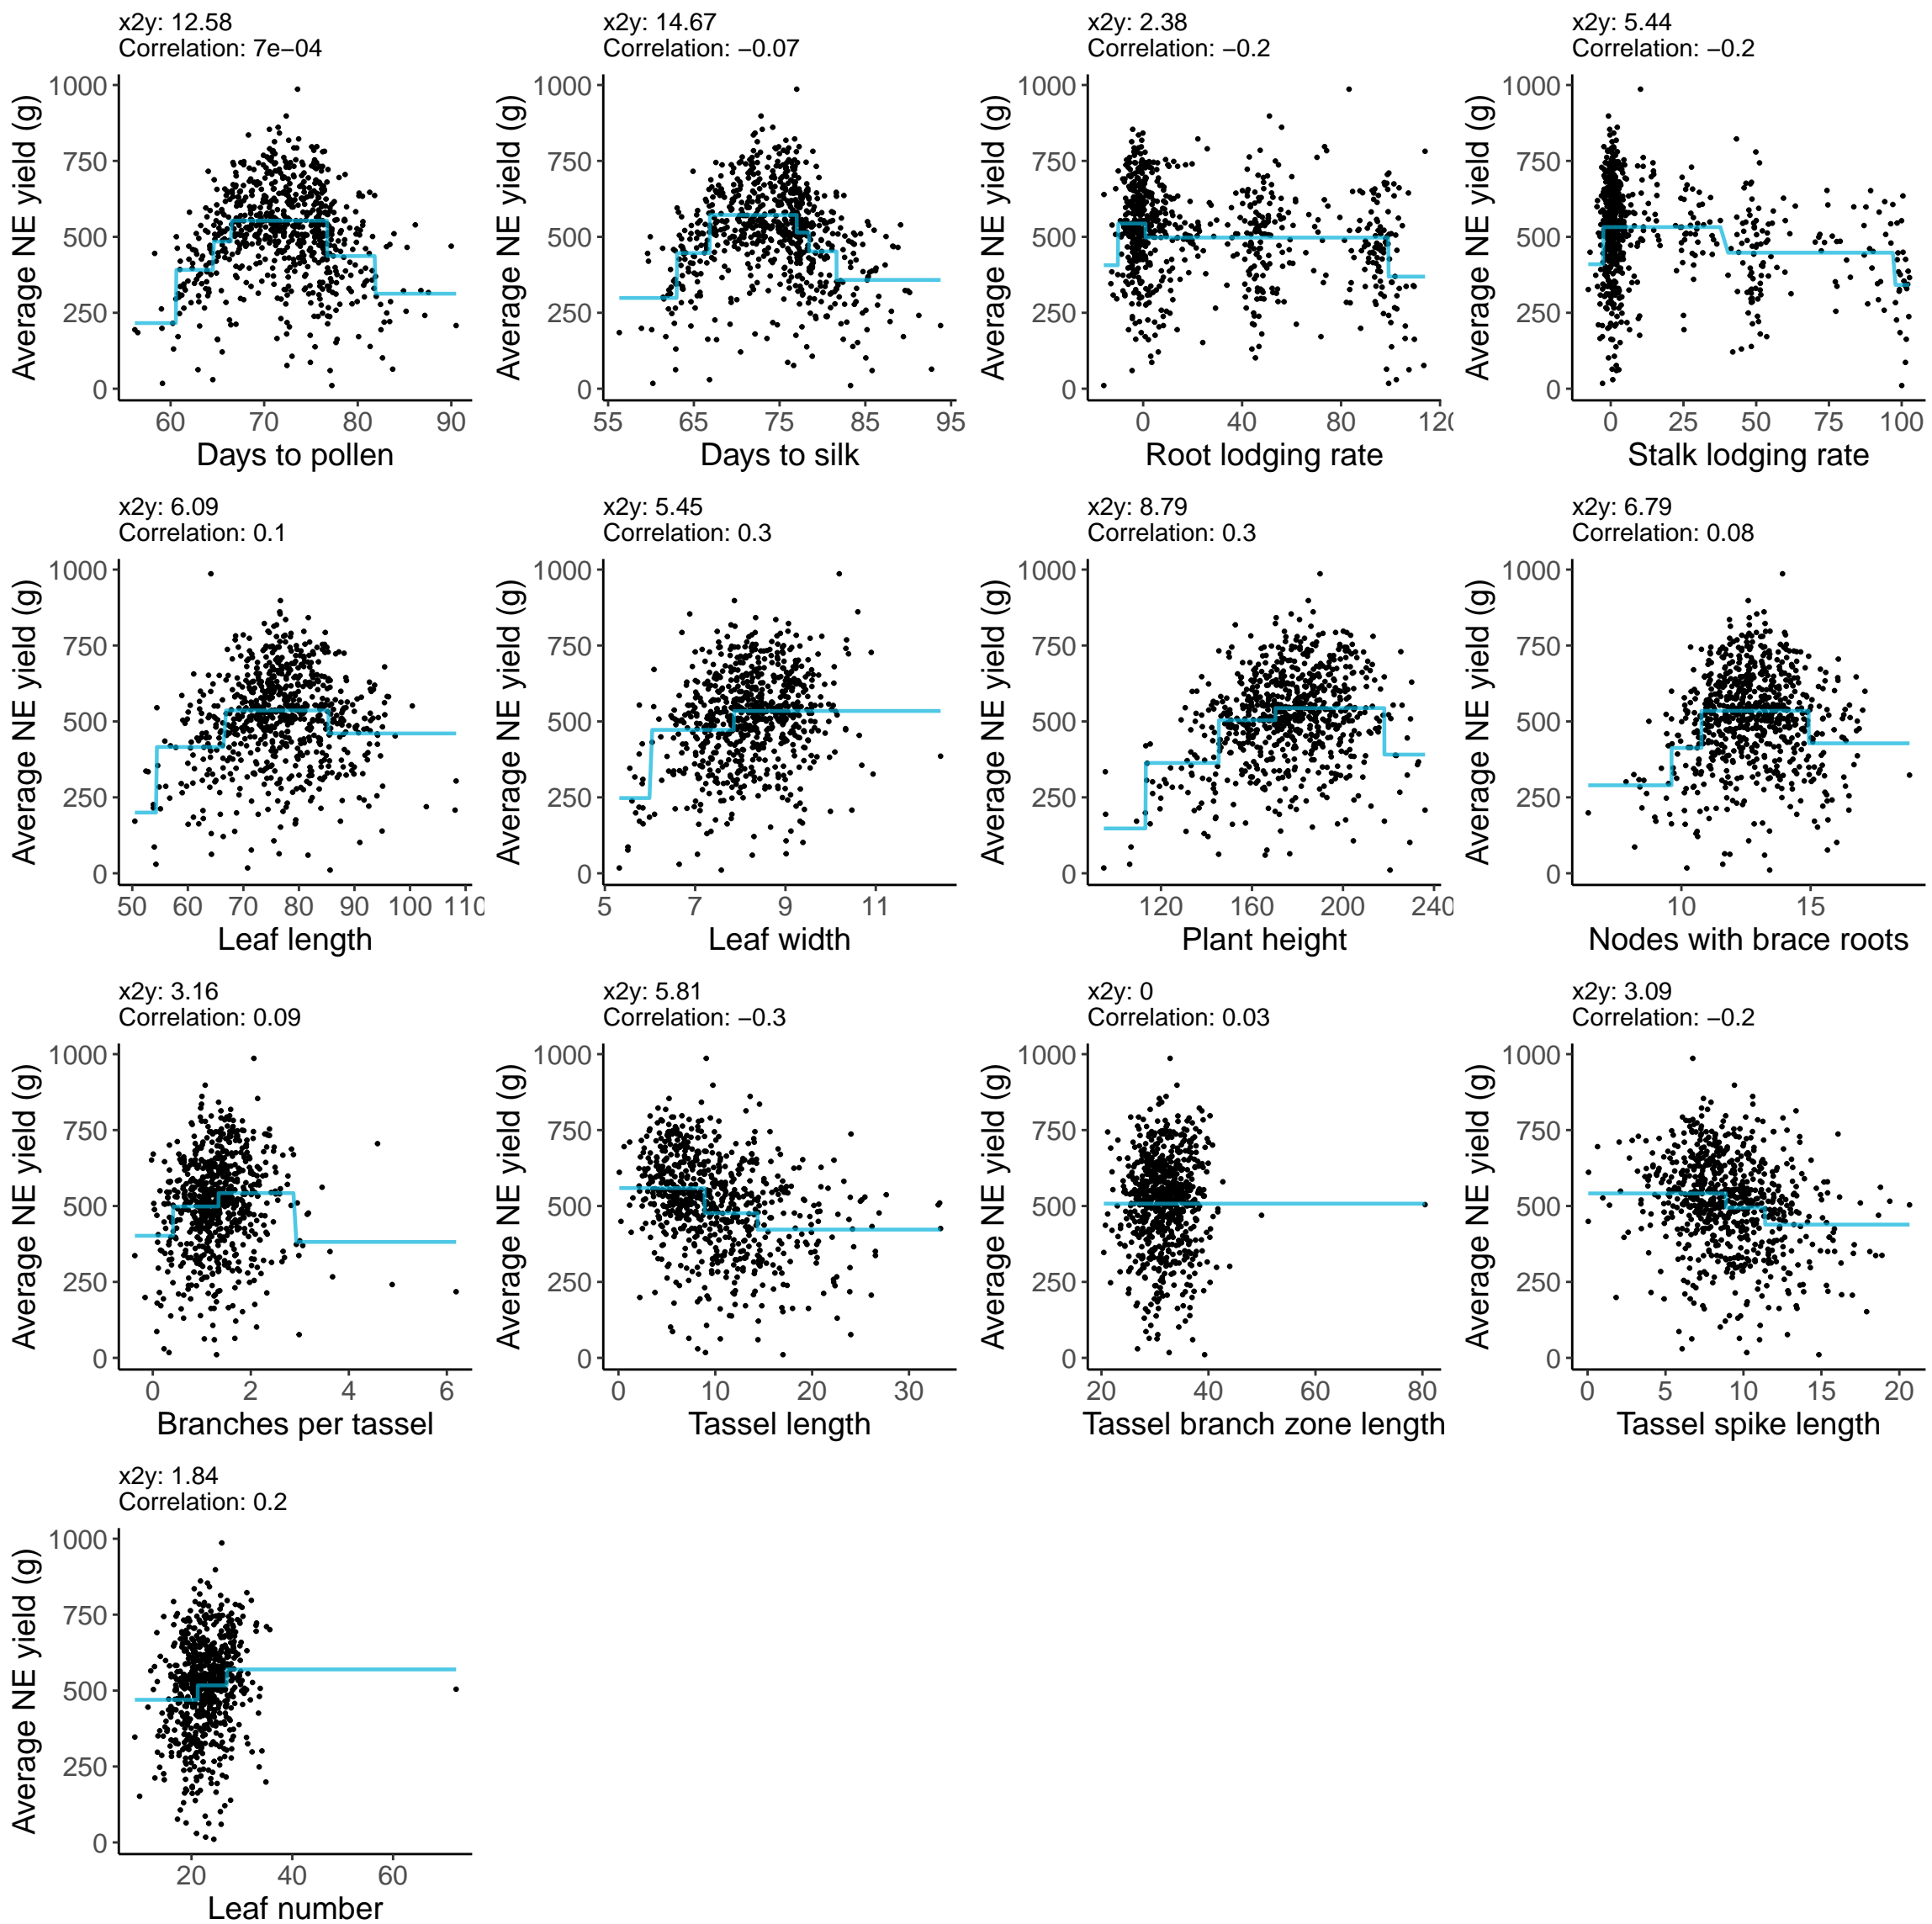 x2y: 12.58
Correlation: 7e−04
Average NE yield (g)
1000
750
500
250
0
60 70 80 90
Days to pollen
x2y: 14.67
Correlation: −0.07
Average NE yield (g)
1000
750
500
250
0
55 65 75 85 95
Days to silk
x2y: 2.38
Correlation: −0.2
Average NE yield (g)
1000
750
500
250
0
0 40 80 120
Root lodging rate
x2y: 5.44
Correlation: −0.2
Average NE yield (g)
1000
750
500
250
0
0 25 50 75 100
Stalk lodging rate
x2y: 6.09
Correlation: 0.1
Average NE yield (g)
1000
750
500
250
0
50 60 70 80 90 100 110
Leaf length
x2y: 5.45
Correlation: 0.3
Average NE yield (g)
1000
750
500
250
0
5 7 9 11
Leaf width
x2y: 8.79
Correlation: 0.3
Average NE yield (g)
1000
750
500
250
0
120 160 200 240
Plant height
x2y: 6.79
Correlation: 0.08
Average NE yield (g)
1000
750
500
250
0
10 15
Nodes with brace roots
x2y: 3.16
Correlation: 0.09
Average NE yield (g)
1000
750
500
250
0
0 2 4 6
Branches per tassel
x2y: 5.81
Correlation: −0.3
Average NE yield (g)
1000
750
500
250
0
0 10 20 30
Tassel length
x2y: 0
Correlation: 0.03
Average NE yield (g)
1000
750
500
250
0
20 40 60 80
Tassel branch zone length
x2y: 3.09
Correlation: −0.2
Average NE yield (g)
1000
750
500
250
0
0 5 10 15 20
Tassel spike length
x2y: 1.84
Correlation: 0.2
Average NE yield (g)
1000
750
500
250
0
20 40 60
Leaf number